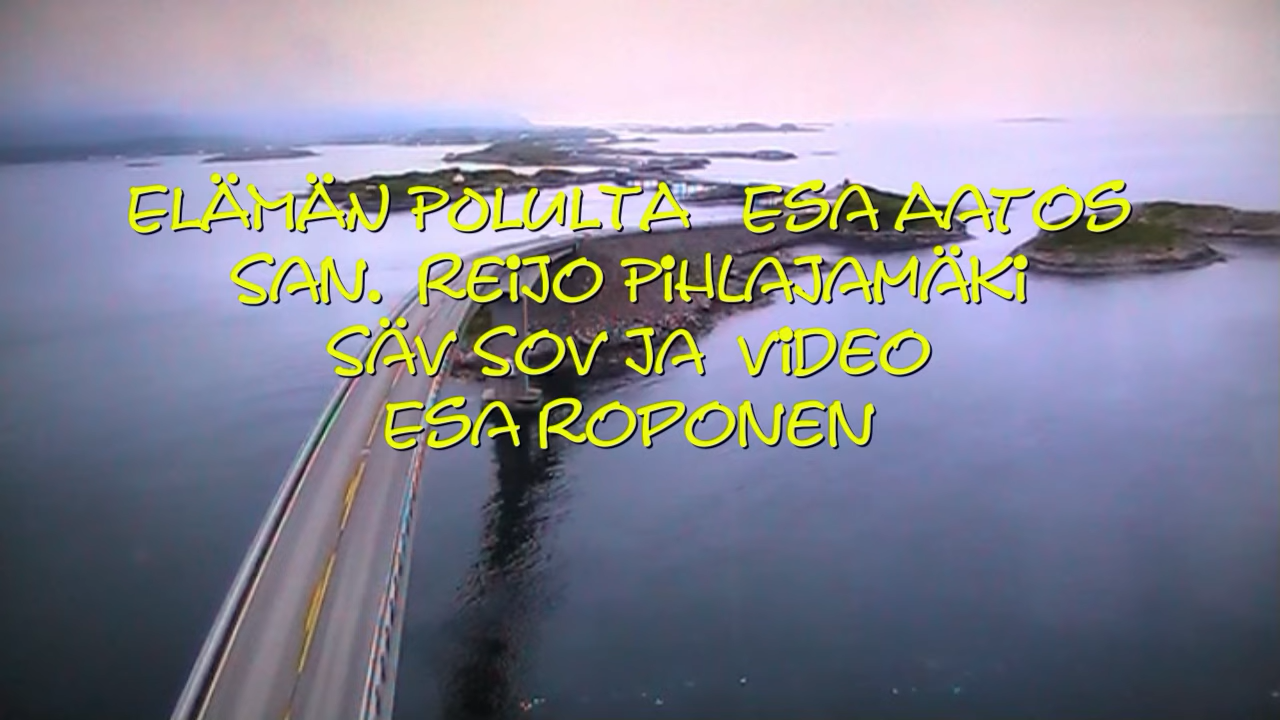 ELÄMÄN POLULTA ESA AATOS
SAN. REIJO PIHLAJAMÄKI
SÄV SOV JA VIDEO
ESA ROPONEN